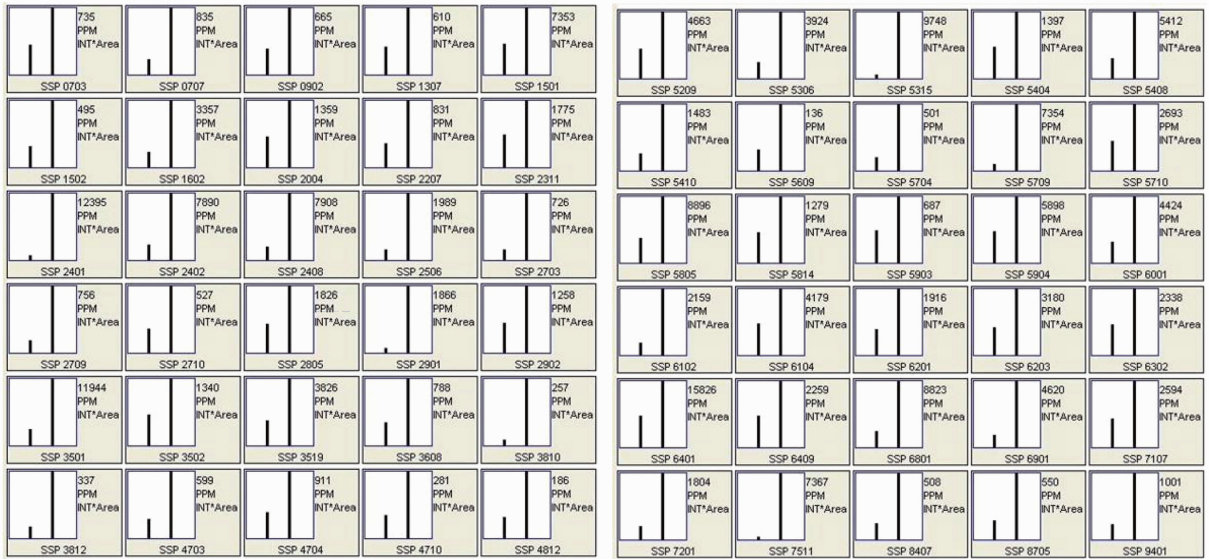 735
PPM
INT*Area
SSP 0703
835
PPM
INT*Area
SSP 0707
665
PPM
INT*Area
SSP 0902
610
PPM
INT*Area
SSP 1307
7353
PPM
INT*Area
SSP 1501
495
PPM
INT*Area
SSP 1502
3357
PPM
INT*Area
SSP 1602
1359
PPM
INT*Area
SSP 2004
831
PPM
INT*Area
SSP 2207
1775
PPM
INT*Area
SSP 2311
12395
PPM
INT*Area
SSP 2401
7890
PPM
INT*Area
SSP 2402
7908
PPM
INT*Area
SSP 2408
1989
PPM
INT*Area
SSP 2506
726
PPM
INT*Area
SSP 2703
756
PPM
INT*Area
SSP 2709
527
PPM
INT*Area
SSP 2710
1826
PPM
INT*Area
SSP 2805
1866
PPM
INT*Area
SSP 2901
1258
PPM
INT*Area
SSP 2902
11944
PPM
INT*Area
SSP 3501
1340
PPM
INT*Area
SSP 3502
3826
PPM
INT*Area
SSP 3519
788
PPM
INT*Area
SSP 3608
257
PPM
INT*Area
SSP 3810
337
PPM
INT*Area
SSP 3812
599
PPM
INT*Area
SSP 4703
911
PPM
INT*Area
SSP 4704
281
PPM
INT*Area
SSP 4710
186
PPM
INT*Area
SSP 4812
4663
PPM
INT*Area
SSP 5209
3924
PPM
INT*Area
SSP 5306
9748
PPM
INT*Area
SSP 5315
1397
PPM
INT*Area
SSP 5404
5412
PPM
INT*Area
SSP 5408
1483
PPM
INT*Area
SSP 5410
136
PPM
INT*Area
SSP 5609
501
PPM
INT*Area
SSP 5704
7354
PPM
INT*Area
SSP 5709
2693
PPM
INT*Area
SSP 5710
8896
PPM
INT*Area
SSP 5805
1279
PPM
INT*Area
SSP 5814
687
PPM
INT*Area
SSP 5903
5898
PPM
INT*Area
SSP 5904
4424
PPM
INT*Area
SSP 6001
2159
PPM
INT*Area
SSP 6102
4179
PPM
INT*Area
SSP 6104
1916
PPM
INT*Area
SSP 6201
3180
PPM
INT*Area
SSP 6203
2338
PPM
INT*Area
SSP 6302
15826
PPM
INT*Area
SSP 6401
2259
PPM
INT*Area
SSP 6409
8823
PPM
INT*Area
SSP 6801
4620
PPM
INT*Area
SSP 6901
2594
PPM
INT*Area
SSP 7107
1804
PPM
INT*Area
SSP 7201
7367
PPM
INT*Area
SSP 7511
508
PPM
INT*Area
SSP 8407
550
PPM
INT*Area
SSP 8705
1001
PPM
INT*Area
SSP 9401